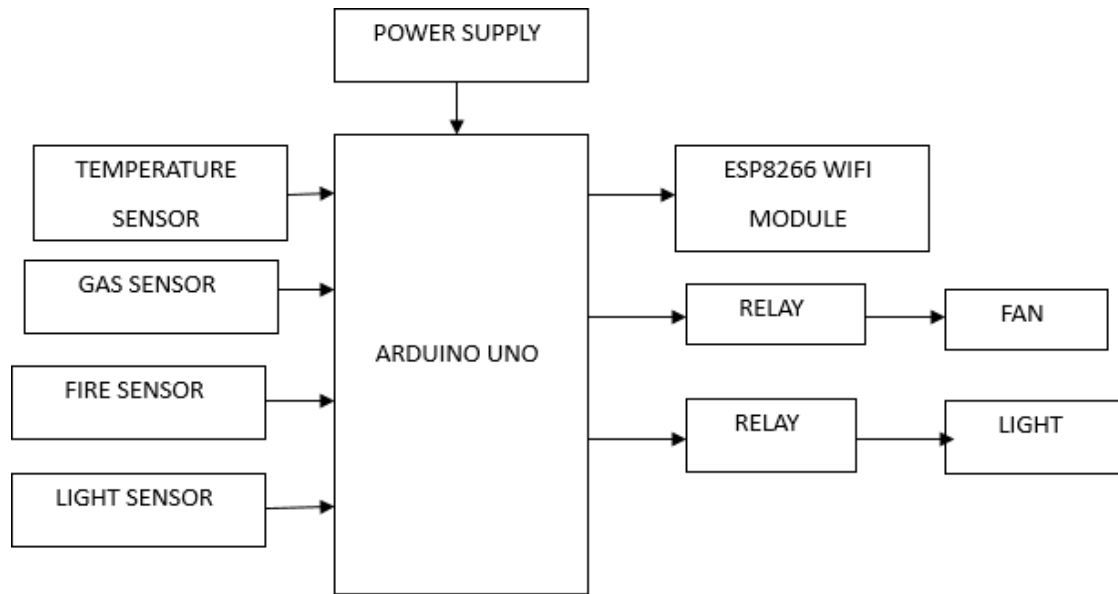 POWER SUPPLY
TEMPERATURE
SENSOR
GAS SENSOR
FIRE SENSOR
LIGHT SENSOR
ARDUINO UNO
ESP8266 WIFI
MODULE
RELAY
FAN
RELAY
LIGHT